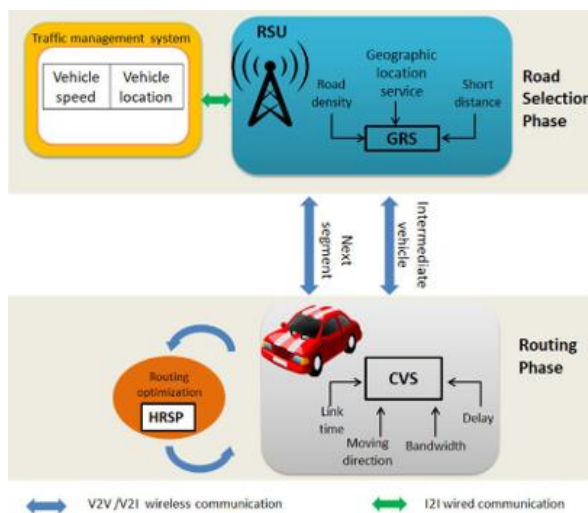 Traffic management system
Vehicle speed
Vehicle location
RSU
Road density
Geographic location service
Short distance
GRS
Road Selection Phase
Next segment
Intermediate vehicle
Routing optimization
HRSP
CVS
Link time
Moving direction
Bandwidth
Delay
Routing Phase
V2V /V2I wireless communication
I2I wired communication